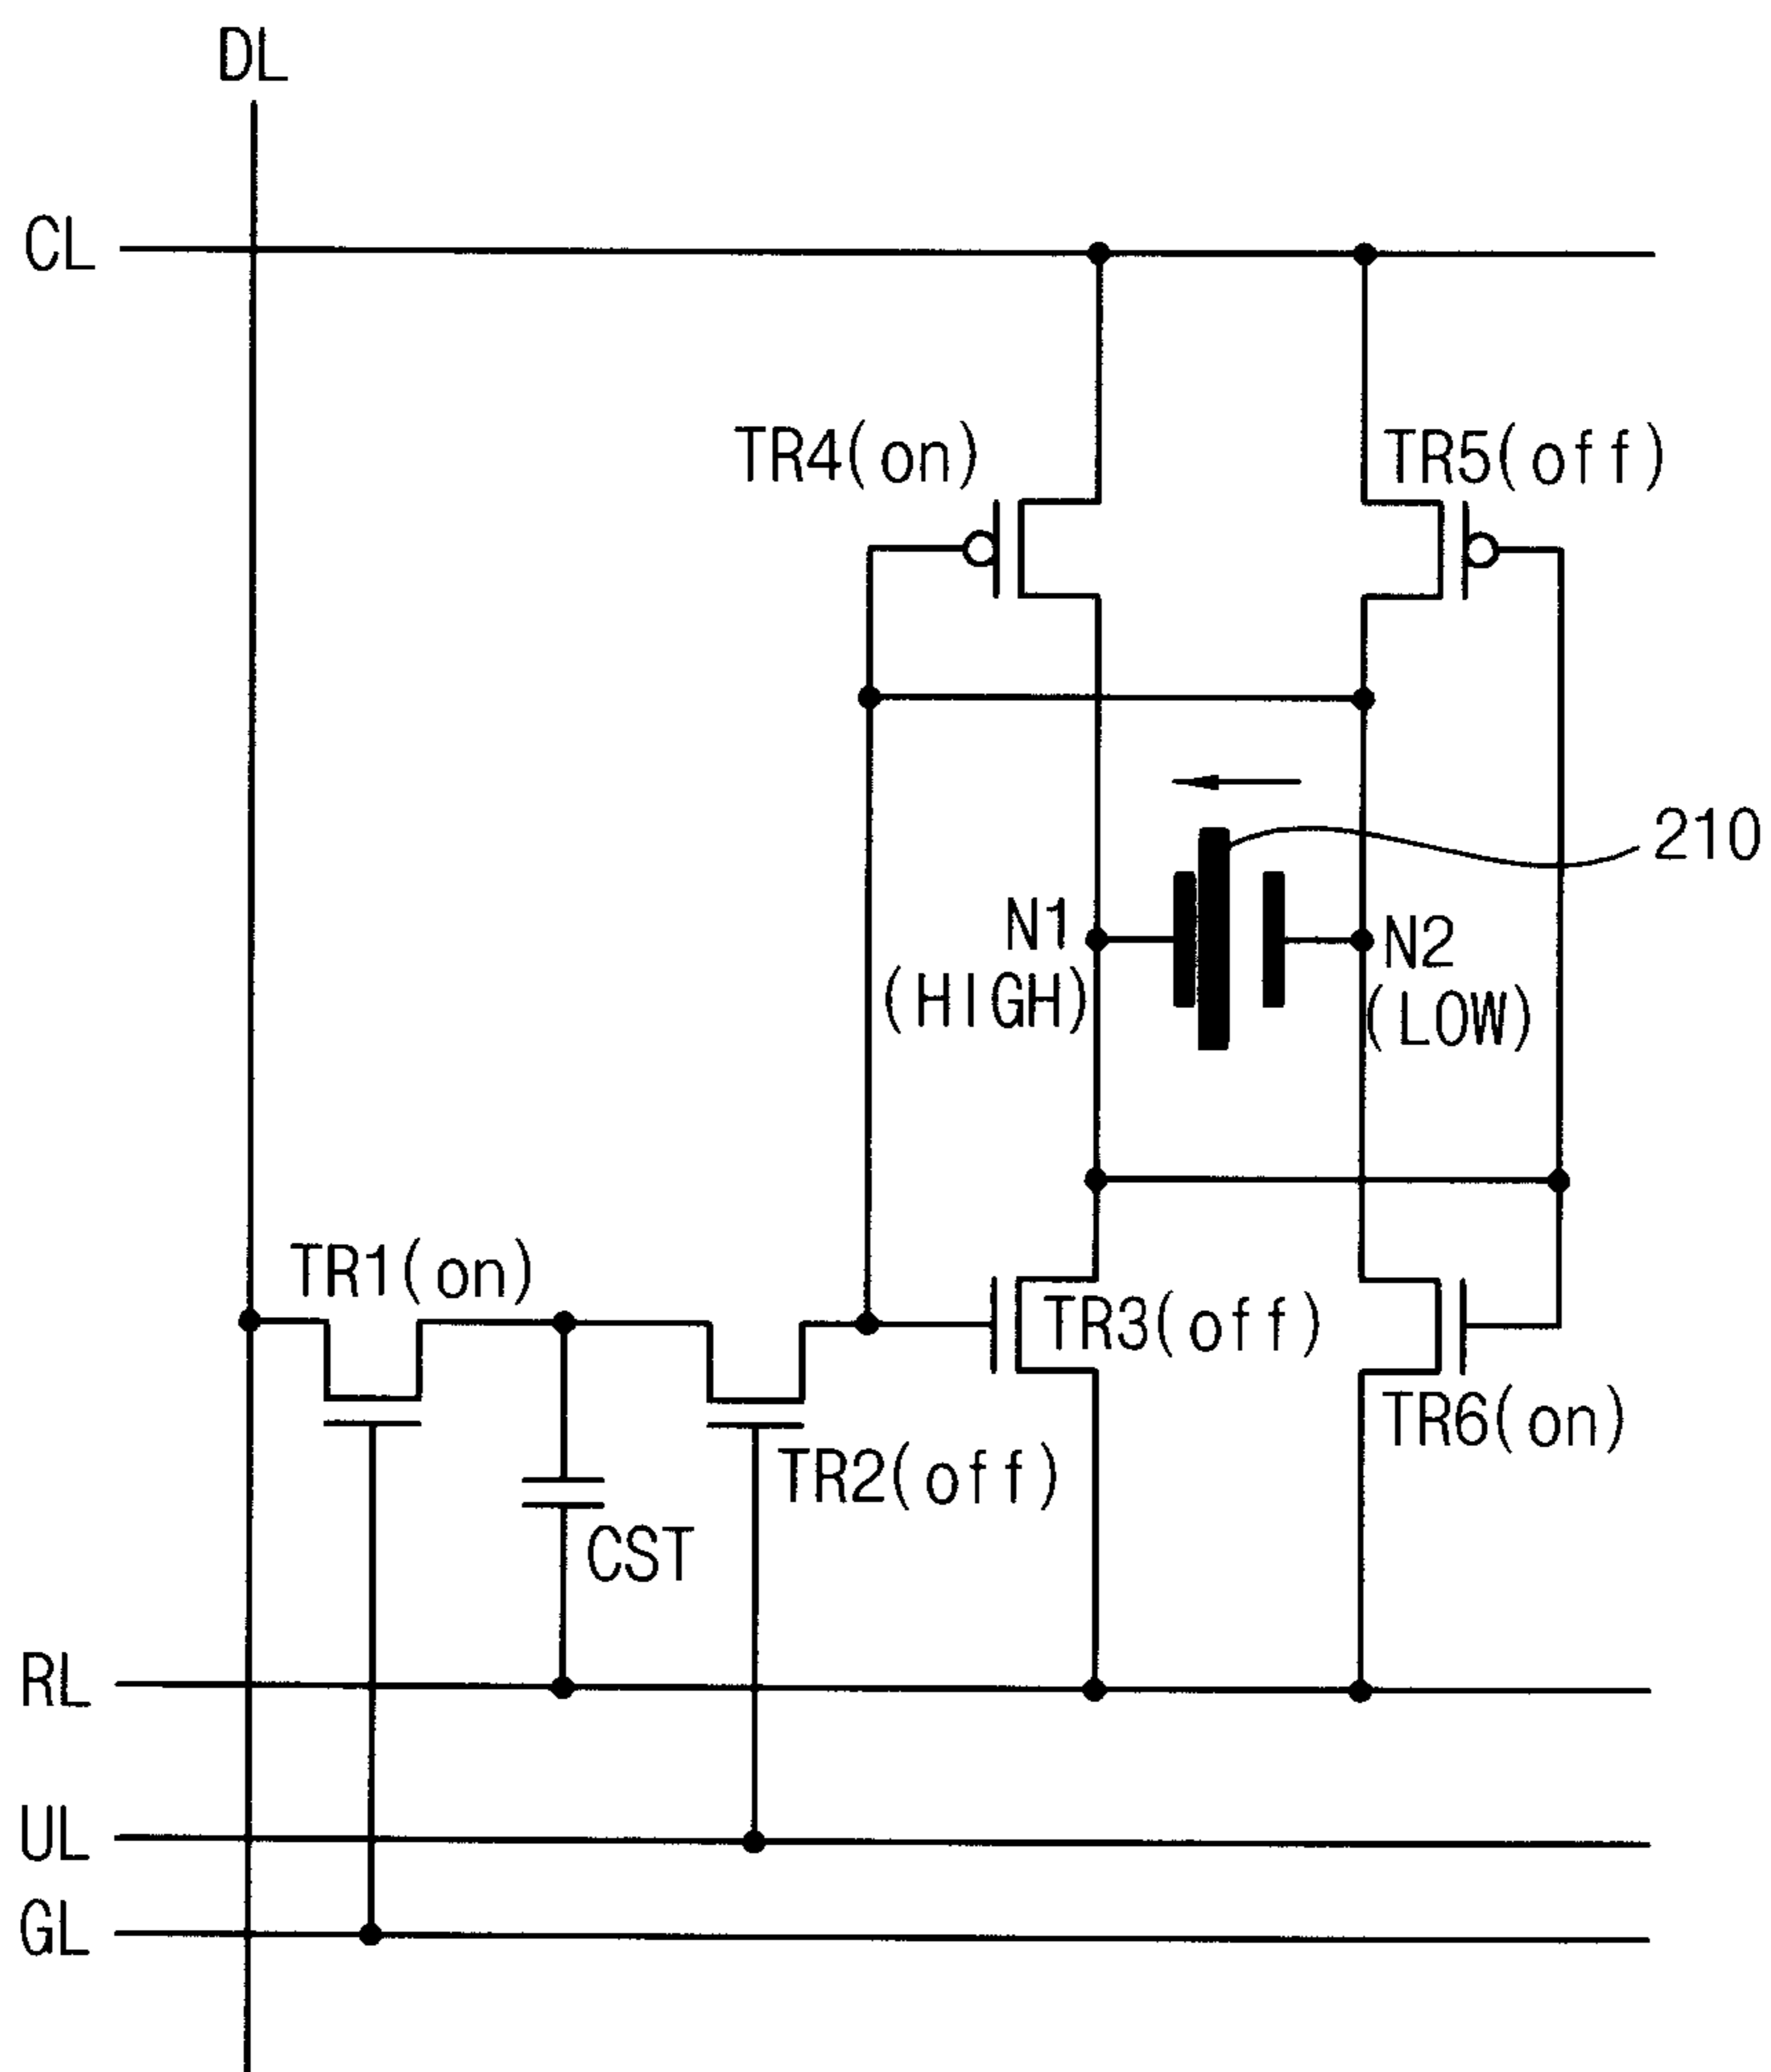 DL
CL
TR4(on)
TR5(off)
210
N1
(HIGH)
N2
(LOW)
TR1(on)
TR3(off)
TR6(on)
TR2(off)
CST
RL
UL
GL